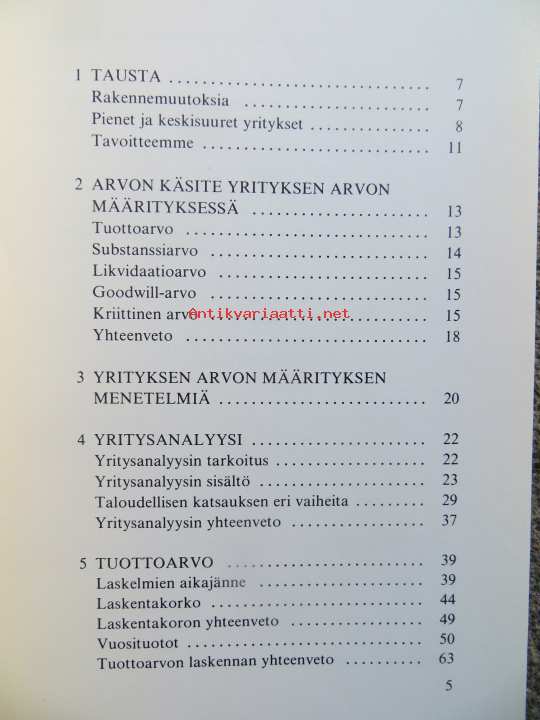 1 TAUSTA ................................ 7
Rakennemuutoksia ....................... 7
Pienet ja keskisuuret yritykset ............... 8
Tavoitteemme ............................ 11
2 ARVON KÄSITE YRITYKSEN ARVON
MÄÄRITYKSESSÄ ...................... 13
Tuottoarvo .............................. 13
Substanssiarvo ............................ 14
Likvidaatioarvo ........................... 15
Goodwill-arvo ........................... 15
Kriittinen arvo ........................... 15
Antikvariaatti.net
Yhteenveto .............................. 18
3 YRITYKSEN ARVON MÄÄRITYKSEN
MENETELMIÄ .......................... 20
4 YRITYSANALYYSI ...................... 22
Yritysanalyysin tarkoitus .................. 22
Yritysanalyysin sisältö ..................... 23
Taloudellisen katsauksen eri vaiheita ......... 29
Yritysanalyysin yhteenveto ................. 37
5 TUOTTOARVO ......................... 39
Laskelmien aikajänne ..................... 39
Laskentakorko ........................... 44
Laskentakoron yhteenveto ................. 49
Vuosituotot .............................. 50
Tuottoarvon laskennan yhteenveto .......... 63
5